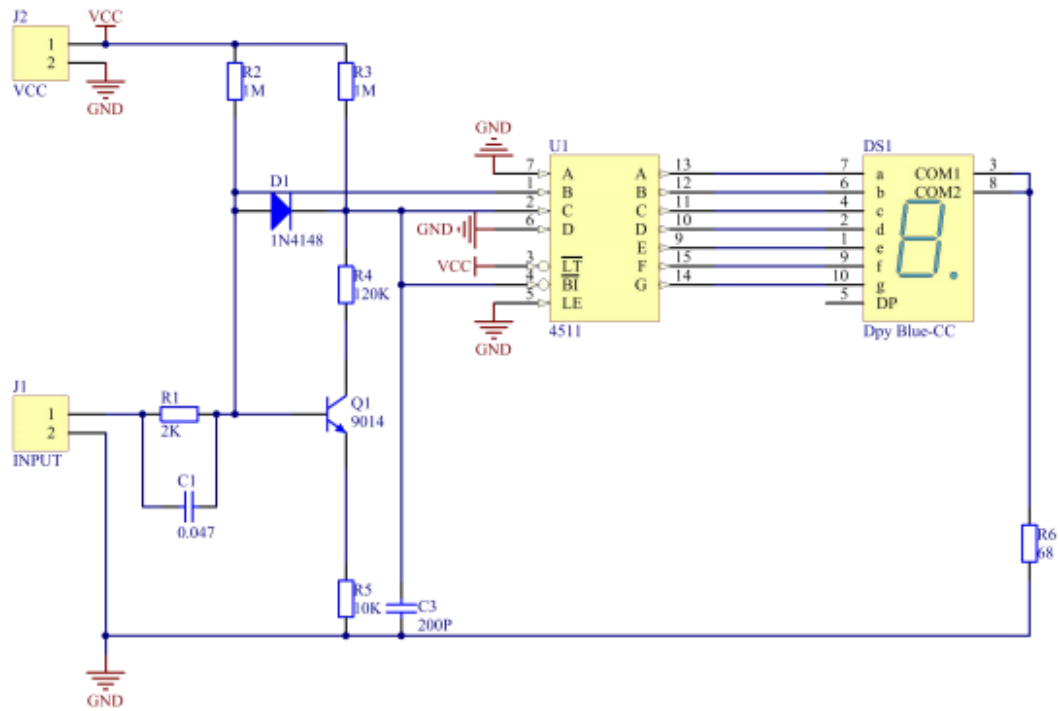 J2
VCC
1
2
VCC
GND
R2
1M
R3
1M
D1
1N4148
R4
120K
GND
GND
VCC
GND
U1
7 A A 13
1 B B 12
2 C C 11
6 D D 10
E 9
3 LT F 15
4 BI G 14
5 LE
4511
DS1
7 a COM1 3
6 b COM2 8
4 c
2 d
1 e
9 f
10 g
5 DP
Dpy Blue-CC
J1
1
2
INPUT
R1
2K
C1
0.047
Q1
9014
R5
10K
C3
200P
R6
68
GND